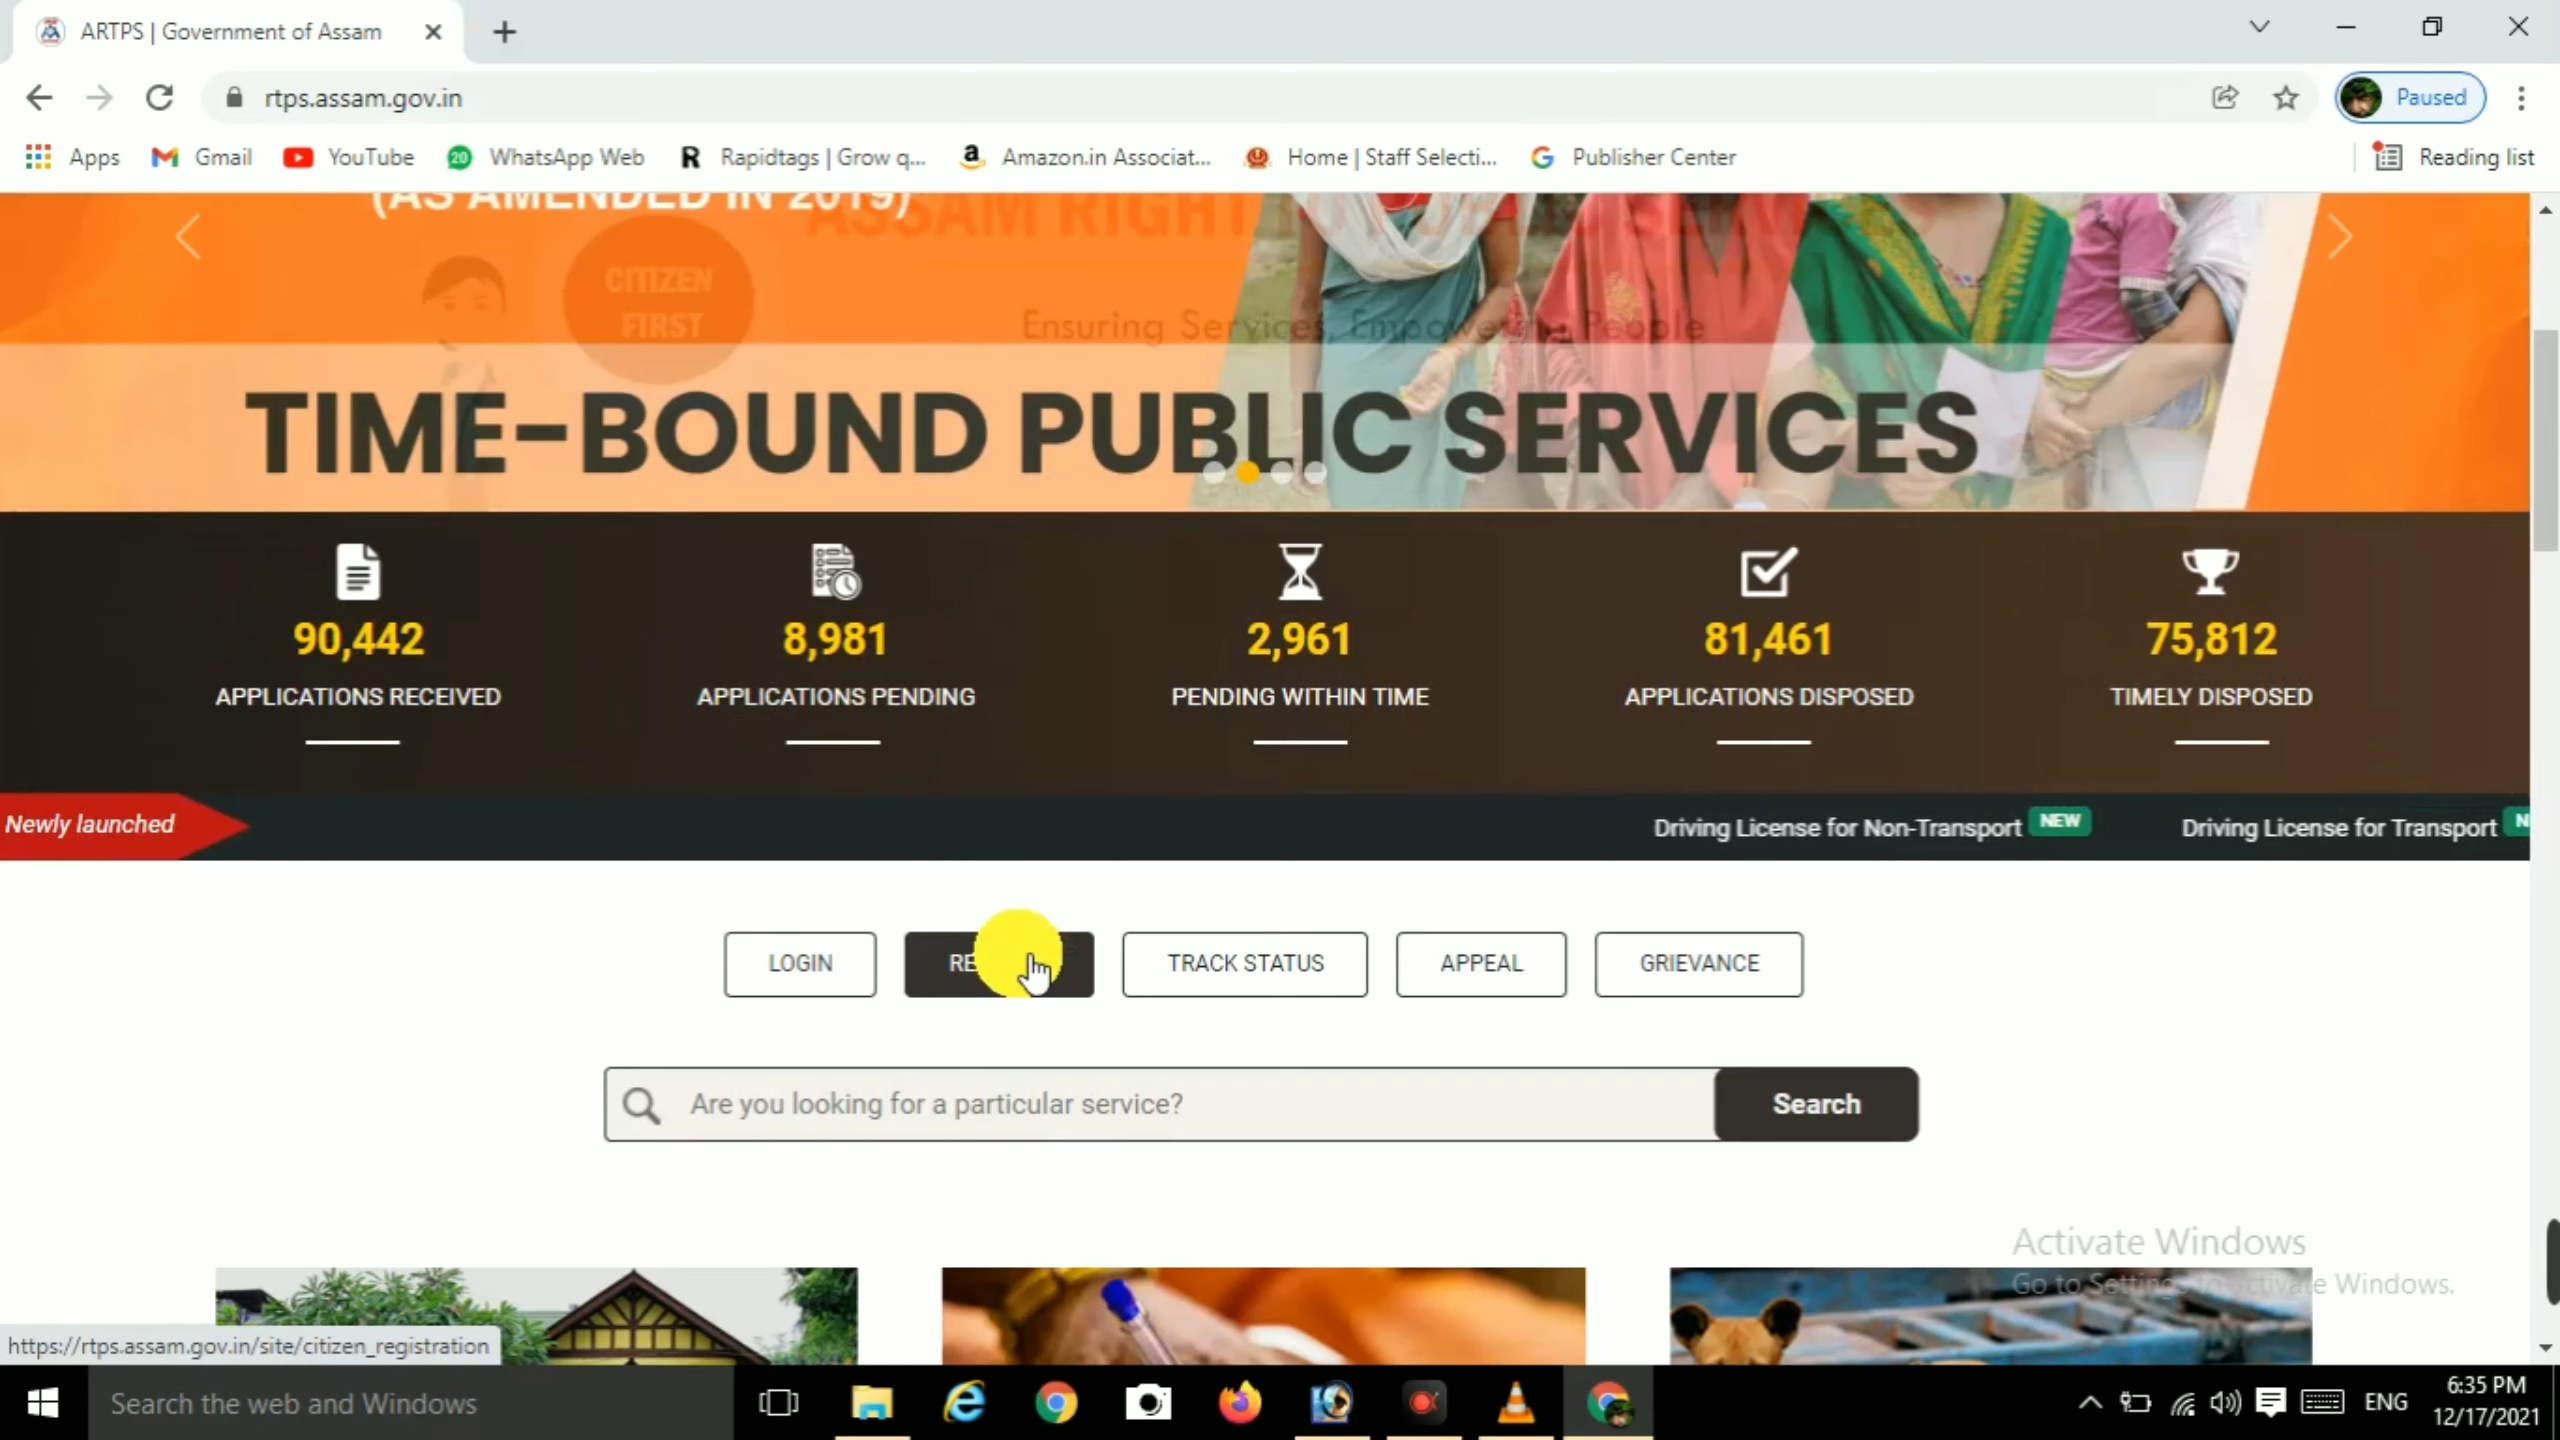 ARTPS | Government of Assam
rtps.assam.gov.in
Paused
Apps
Gmail
YouTube
20
WhatsApp Web
R
Rapidtags | Grow q...
Amazon.in Associat...
Home | Staff Selecti...
Publisher Center
Reading list
(AS AMENDED IN 2019)
ASSAM RIGHT TO PUBLIC SERVICES
CITIZEN
FIRST
Ensuring Services, Empowering People
TIME-BOUND PUBLIC SERVICES
90,442
8,981
2,961
81,461
75,812
APPLICATIONS RECEIVED
APPLICATIONS PENDING
PENDING WITHIN TIME
APPLICATIONS DISPOSED
TIMELY DISPOSED
Newly launched
Driving License for Non-Transport NEW
Driving License for Transport N
LOGIN
RE
TRACK STATUS
APPEAL
GRIEVANCE
Are you looking for a particular service?
Search
Activate Windows
Go to Settings to activate Windows.
https://rtps.assam.gov.in/site/citizen_registration
Search the web and Windows
ENG
6:35 PM
12/17/2021